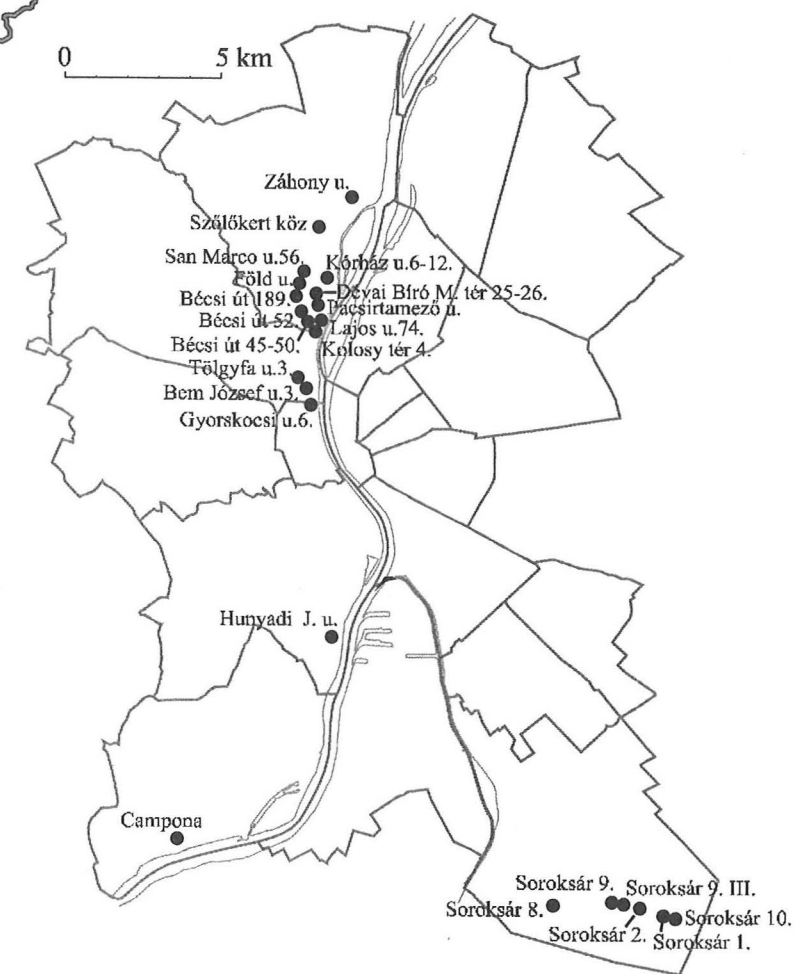 0 5 km
Záhony u.
Szőlőkert köz
San Marco u.56.
Kórház u.6-12.
Föld u.
Dévai Bíró M. tér 25-26.
Bécsi út 189.
Pacsirtamező u.
Bécsi út 52.
Lajos u.74.
Bécsi út 45-50.
Kolosy tér 4.
Tölgyfa u.3.
Bem József u.3.
Gyorskocsi u.6.
Hunyadi J. u.
Campona
Soroksár 9.
Soroksár 9. III.
Soroksár 8.
Soroksár 10.
Soroksár 2.
Soroksár 1.